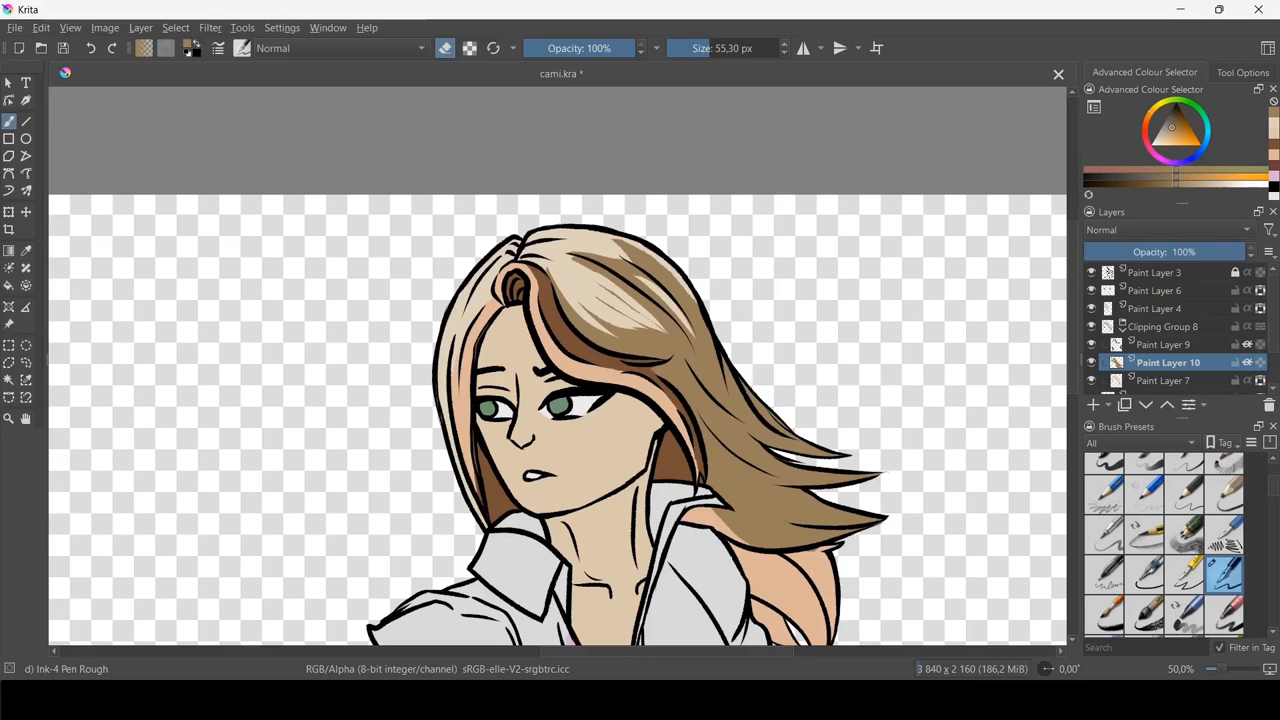 Krita
File Edit View Image Layer Select Filter Tools Settings Window Help
Normal Opacity: 100% Size: 55,30 px
cami.kra *
Advanced Colour Selector Tool Options
Advanced Colour Selector
Layers
Normal
Opacity: 100%
Paint Layer 3
Paint Layer 6
Paint Layer 4
Clipping Group 8
Paint Layer 9
Paint Layer 10
Paint Layer 7
Brush Presets
All Tag
Search Filter in Tag
d) Ink-4 Pen Rough RGB/Alpha (8-bit integer/channel) sRGB-elle-V2-srgbtrc.icc 3 840 x 2 160 (186,2 MiB) 0,00° 50,0%